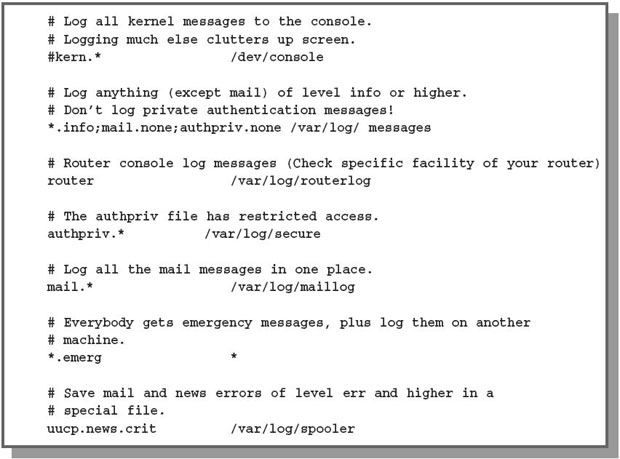 # Log all kernel messages to the console.
# Logging much else clutters up screen.
#kern.* /dev/console
# Log anything (except mail) of level info or higher.
# Don't log private authentication messages!
*.info;mail.none;authpriv.none /var/log/ messages
# Router console log messages (Check specific facility of your router)
router /var/log/routerlog
# The authpriv file has restricted access.
authpriv.* /var/log/secure
# Log all the mail messages in one place.
mail.* /var/log/maillog
# Everybody gets emergency messages, plus log them on another
# machine.
*.emerg *
# Save mail and news errors of level err and higher in a
# special file.
uucp.news.crit /var/log/spooler